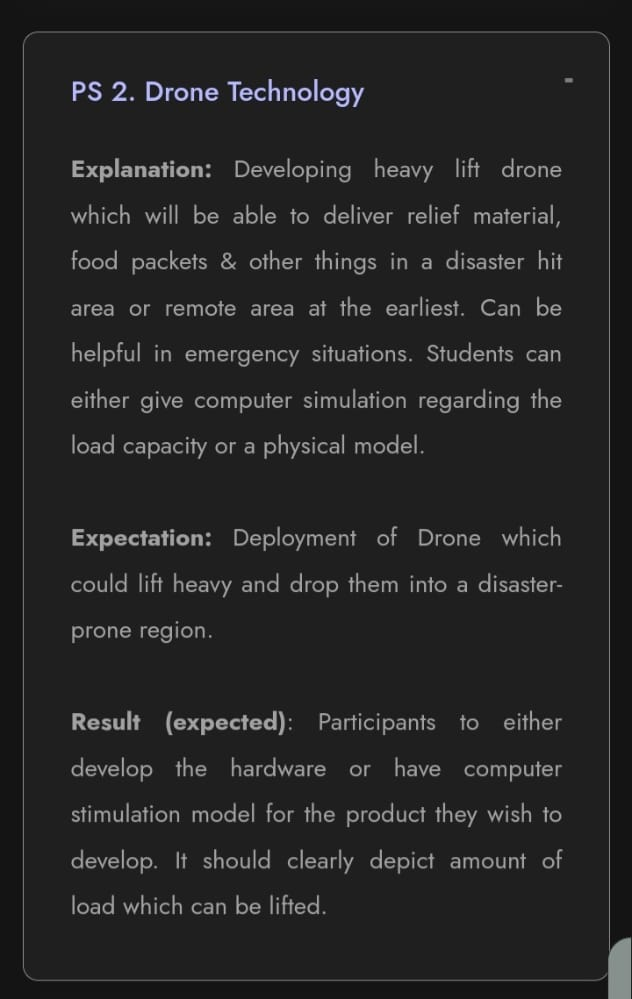 PS 2. Drone Technology
-
Explanation: Developing heavy lift drone
which will be able to deliver relief material,
food packets & other things in a disaster hit
area or remote area at the earliest. Can be
helpful in emergency situations. Students can
either give computer simulation regarding the
load capacity or a physical model.
Expectation: Deployment of Drone which
could lift heavy and drop them into a disaster-
prone region.
Result (expected): Participants to either
develop the hardware or have computer
stimulation model for the product they wish to
develop. It should clearly depict amount of
load which can be lifted.